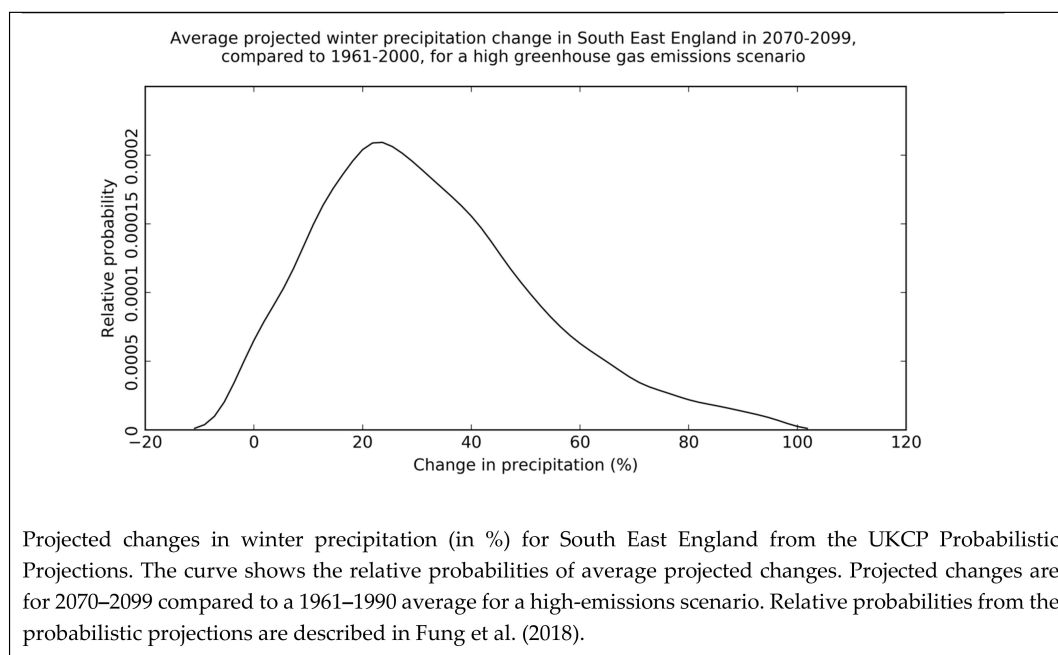 Average projected winter precipitation change in South East England in 2070-2099,
compared to 1961-2000, for a high greenhouse gas emissions scenario
Relative probability
0.0002
0.00015
0.0001
0.0005
0
−20
0
20
40
60
80
100
120
Change in precipitation (%)
Projected changes in winter precipitation (in %) for South East England from the UKCP Probabilistic
Projections. The curve shows the relative probabilities of average projected changes. Projected changes are
for 2070–2099 compared to a 1961–1990 average for a high-emissions scenario. Relative probabilities from the
probabilistic projections are described in Fung et al. (2018).